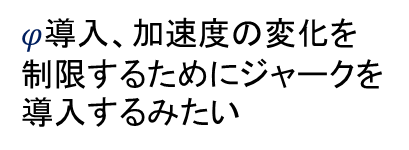 φ導入、加速度の変化を
制限するためにジャークを
導入するみたい